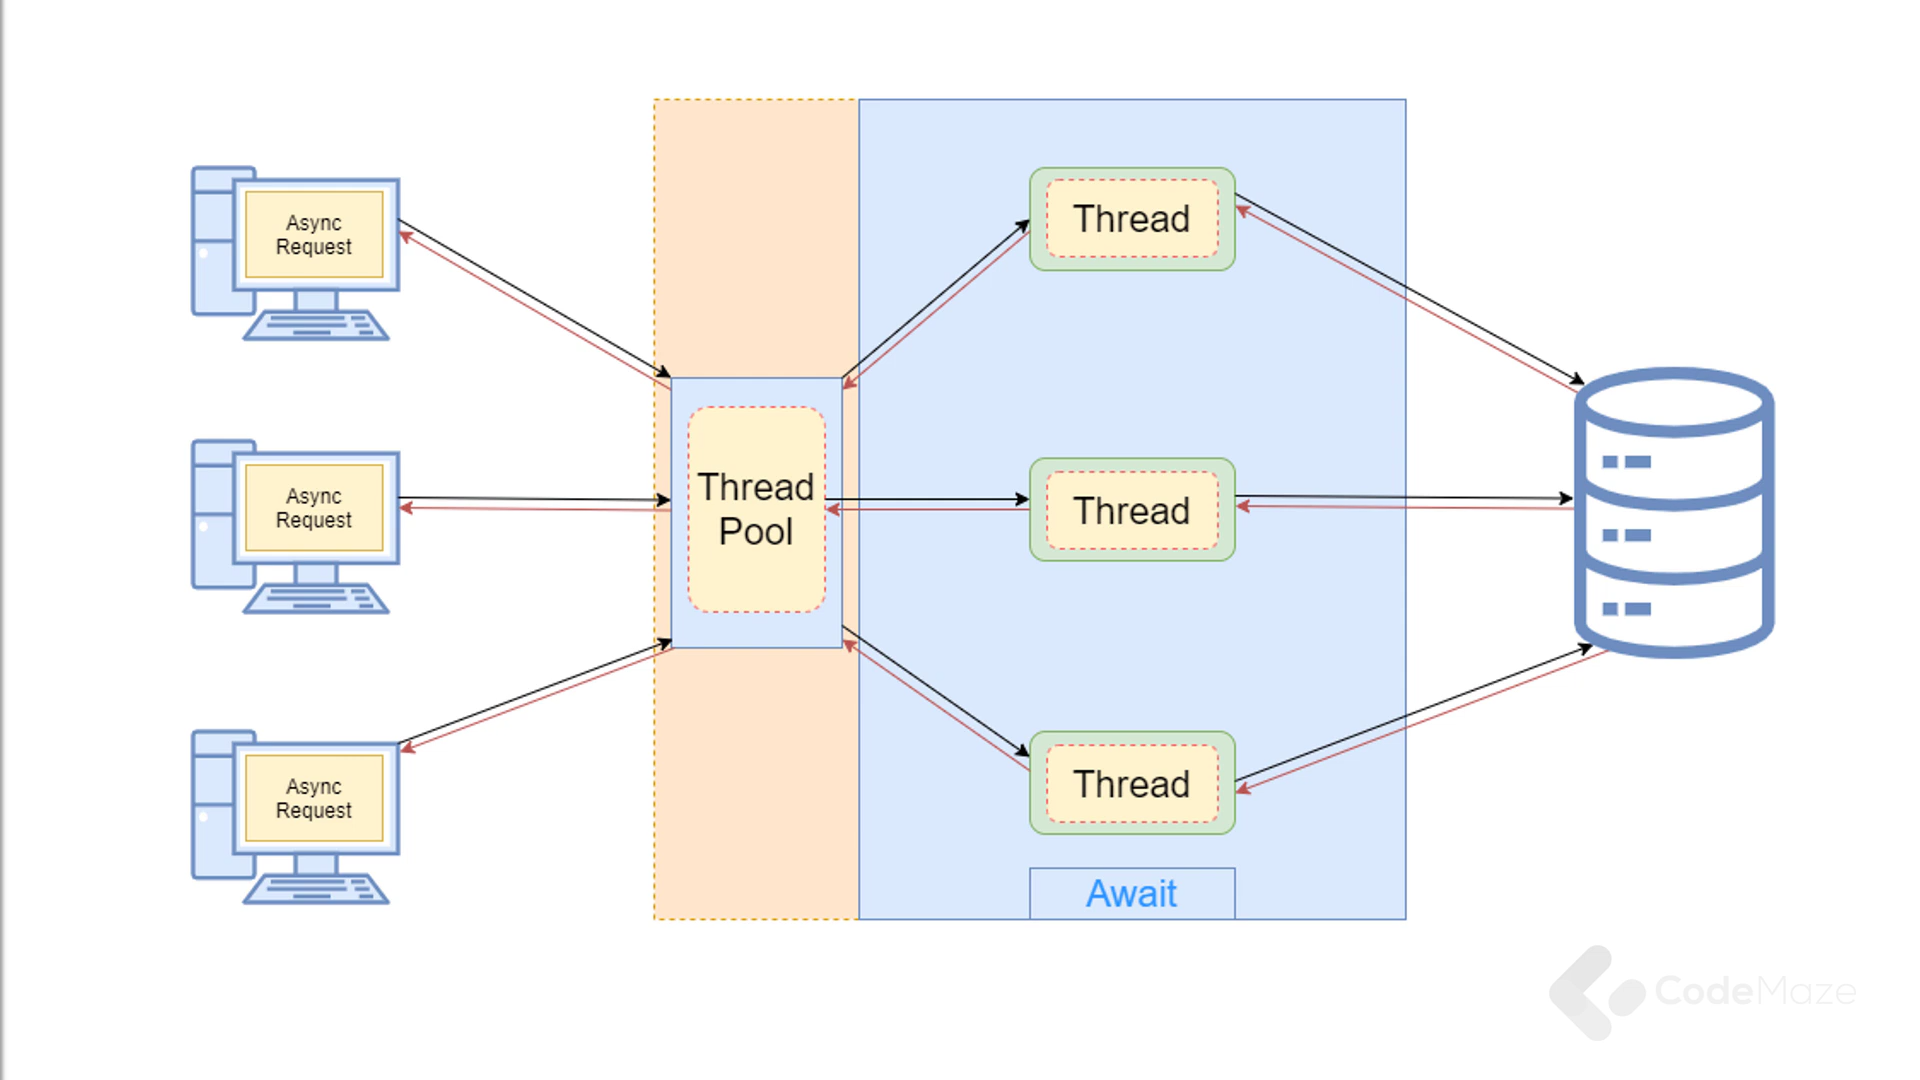 Async
Request
Thread
Async
Request
Thread
Pool
Thread
Async
Request
Thread
Await
CodeMaze